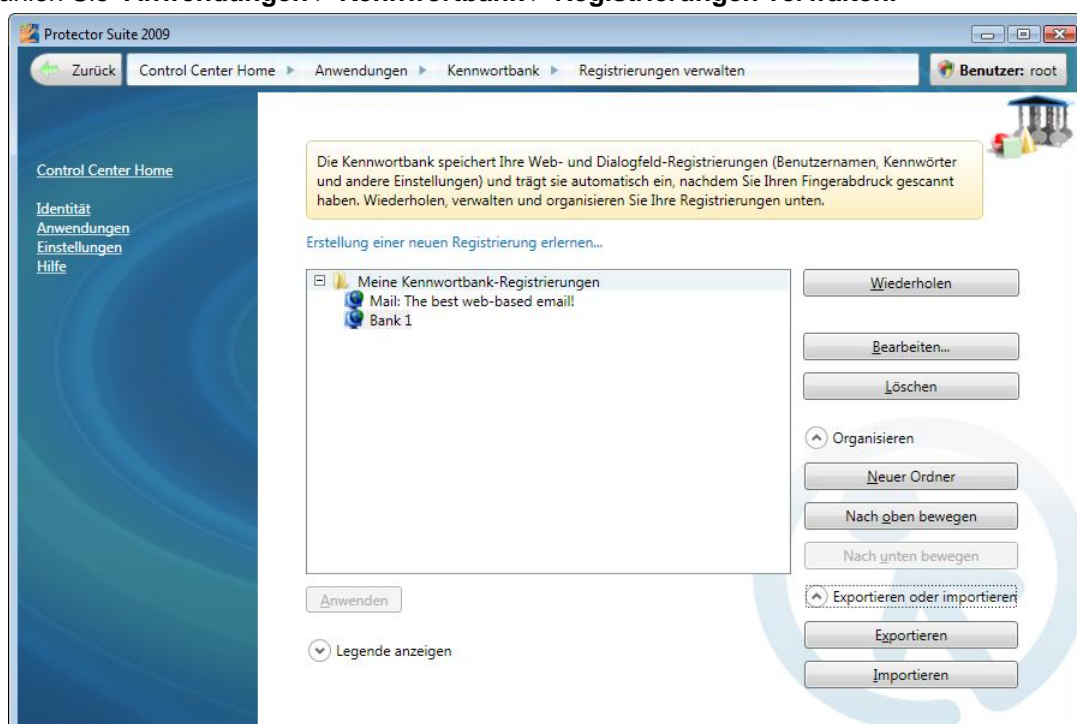 Anwendungen > Kennwortbank > Registrierungen verwalten.
Protector Suite 2009
Zurück Control Center Home Anwendungen Kennwortbank Registrierungen verwalten Benutzer: root
Control Center Home
Identität
Anwendungen
Einstellungen
Hilfe
Die Kennwortbank speichert Ihre Web- und Dialogfeld-Registrierungen (Benutzernamen, Kennwörter
und andere Einstellungen) und trägt sie automatisch ein, nachdem Sie Ihren Fingerabdruck gescannt
haben. Wiederholen, verwalten und organisieren Sie Ihre Registrierungen unten.
Erstellung einer neuen Registrierung erlernen...
Meine Kennwortbank-Registrierungen
Mail: The best web-based email!
Bank 1
Wiederholen
Bearbeiten...
Löschen
Organisieren
Neuer Ordner
Nach oben bewegen
Nach unten bewegen
Anwenden
Exportieren oder importieren
Exportieren
Importieren
Legende anzeigen